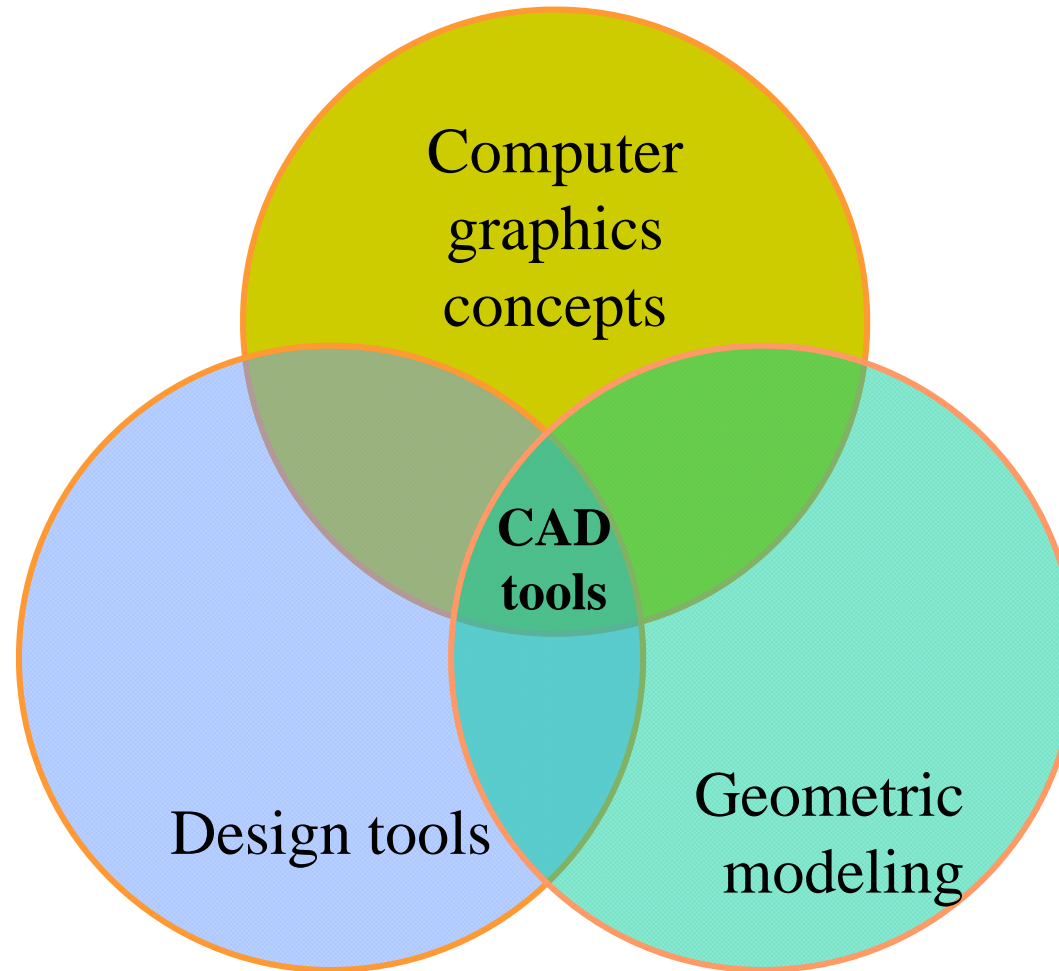 Computer
graphics
concepts
CAD
tools
Design tools
Geometric
modeling